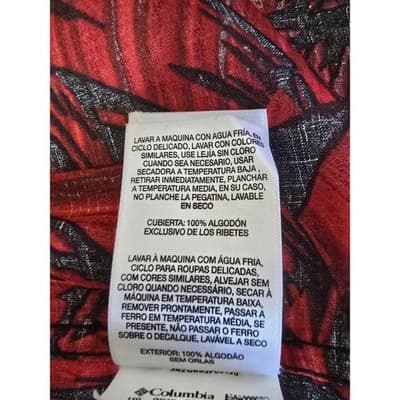 LAVAR A MAQUINA CON AGUA FRÍA, EN
CICLO DELICADO, LAVAR CON COLORES
SIMILARES, USE LEJÍA SIN CLORO
CUANDO SEA NECESARIO, USAR
SECADORA A TEMPERATURA BAJA,
RETIRAR INMEDIATAMENTE, PLANCHAR
A TEMPERATURA MEDIA, EN SU CASO,
NO PLANCHE LA PEGATINA, LAVABLE
EN SECO
CUBIERTA: 100% ALGODÓN
EXCLUSIVO DE LOS RIBETES
LAVAR À MAQUINA COM AGUA FRIA,
CICLO PARA ROUPAS DELICADAS,
COM CORES SIMILARES, ALVEJAR SEM
CLORO QUANDO NECESSÁRIO, SECAR À
MÁQUINA EM TEMPERATURA BAIXA,
REMOVER PRONTAMENTE, PASSAR A
FERRO EM TEMPERATURA MÉDIA, SE
PRESENTE, NÃO PASSAR O FERRO
SOBRE O DECALQUE, LAVÁVEL A SECO
EXTERIOR: 100% ALGODÃO
SEM ORLAS
Columbia